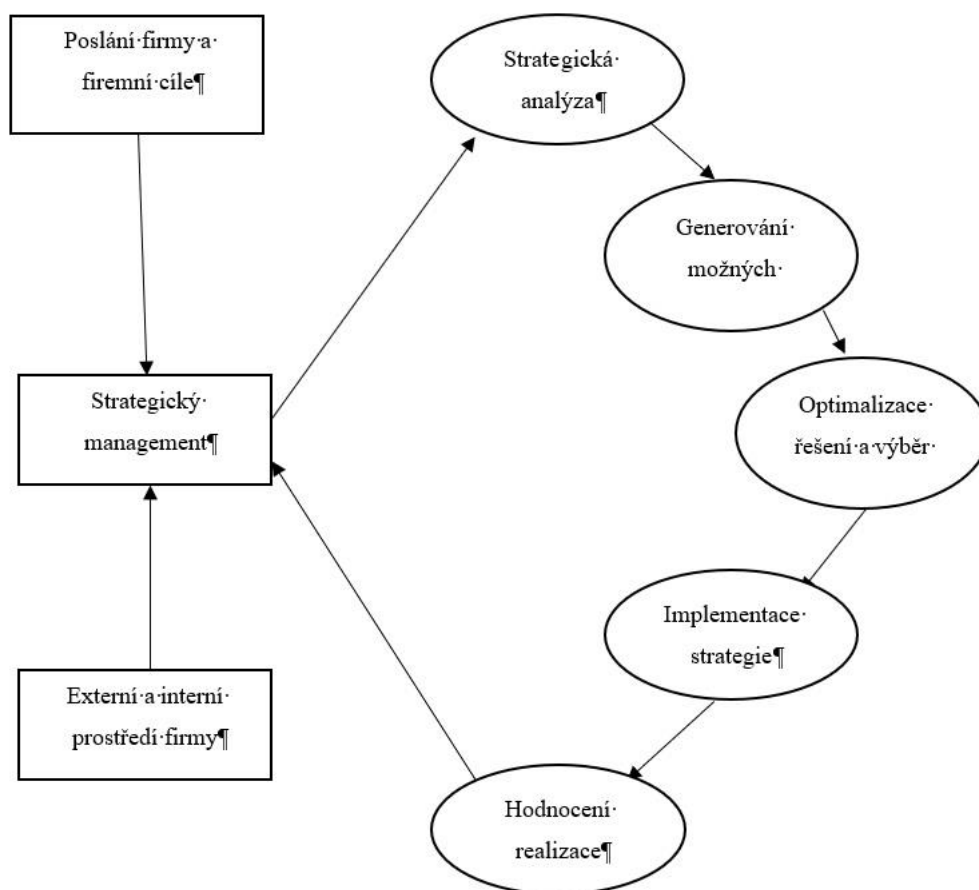 Poslání·firmy·a·
firemní·cíle¶
Strategická·
analýza¶
Generování·
možných·
Optimalizace·
řešení·a·výběr·
Strategický·
management¶
Implementace·
strategie¶
Externí·a·interní·
prostředí·firmy¶
Hodnocení·
realizace¶